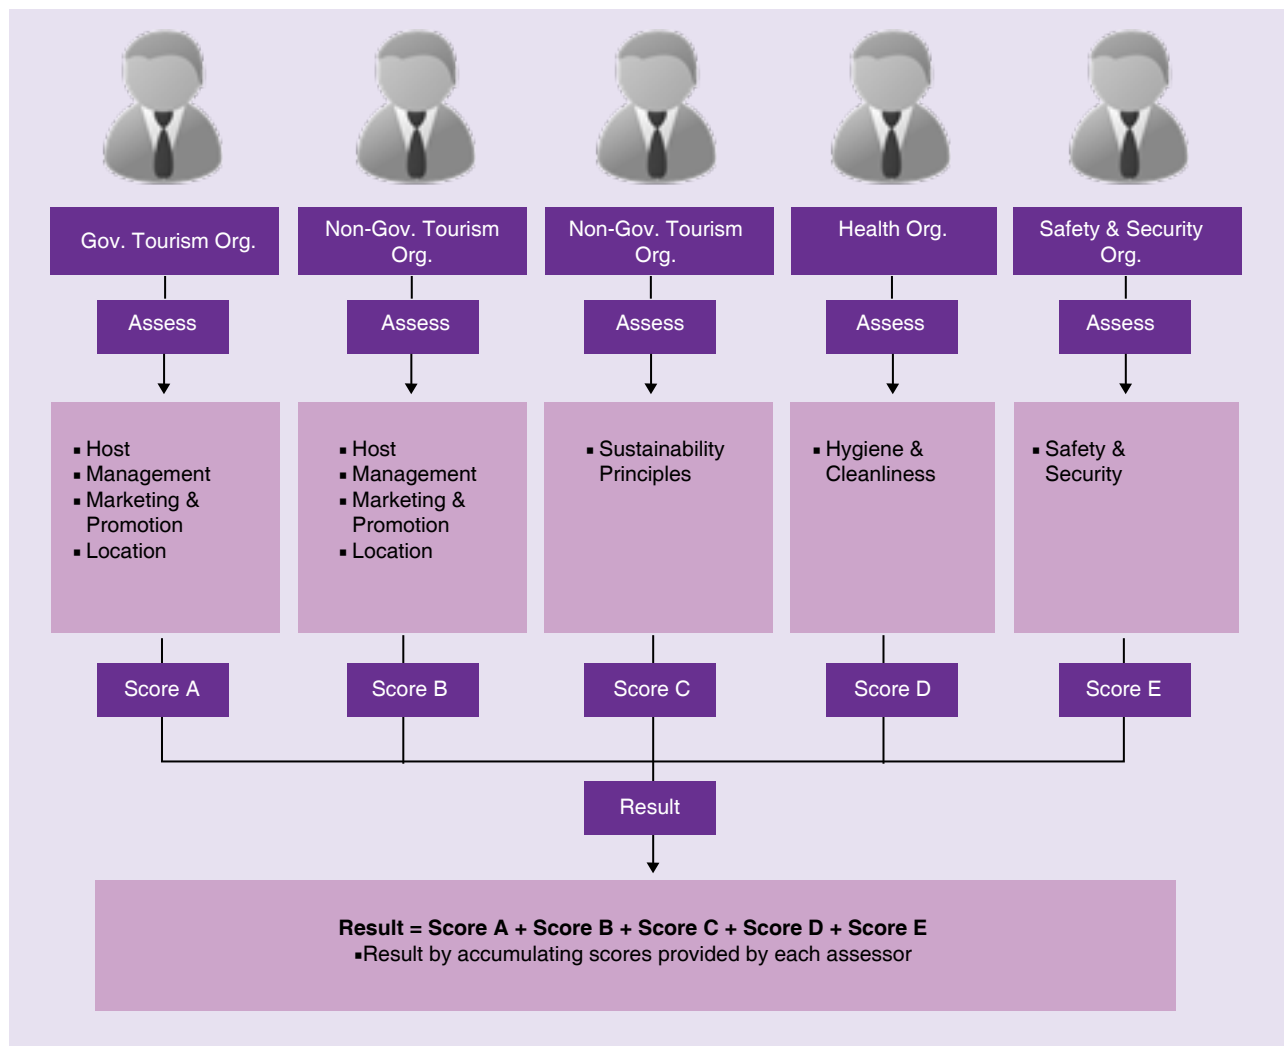 Gov. Tourism Org.
Non-Gov. Tourism
Org.
Non-Gov. Tourism
Org.
Health Org.
Safety & Security
Org.
Assess
Assess
Assess
Assess
Assess
▪ Host
▪ Management
▪ Marketing &
Promotion
▪ Location
▪ Host
▪ Management
▪ Marketing &
Promotion
▪ Location
▪ Sustainability
Principles
▪ Hygiene &
Cleanliness
▪ Safety &
Security
Score A
Score B
Score C
Score D
Score E
Result
Result = Score A + Score B + Score C + Score D + Score E
▪Result by accumulating scores provided by each assessor